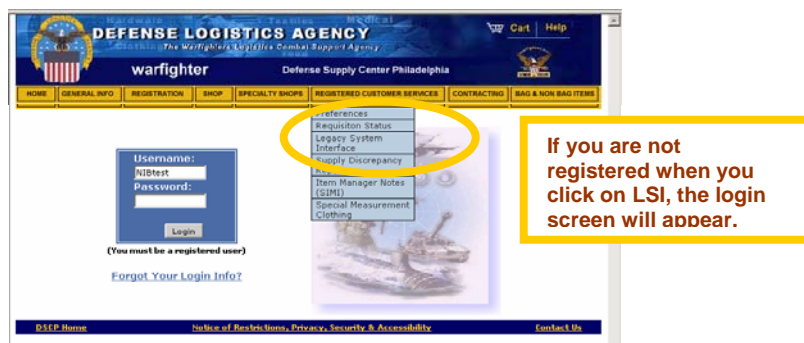 Hardware Textiles Medical
DEFENSE LOGISTICS AGENCY
Clothing The Warfighters Logistics Combat Support Agency
Cart | Help
warfighter
Defense Supply Center Philadelphia
HOME GENERAL INFO REGISTRATION SHOP SPECIALTY SHOPS REGISTERED CUSTOMER SERVICES CONTRACTING BAG & NON BAG ITEMS
Preferences
Requisiton Status
Legacy System
Interface
Supply Discrepancy
Item Manager Notes
(SIMI)
Special Measurement
Clothing
Username:
NIBtest
Password:
Login
(You must be a registered user)
Forgot Your Login Info?
If you are not
registered when you
click on LSI, the login
screen will appear.
DSCP Home Notice of Restrictions, Privacy, Security & Accessibility Contact Us